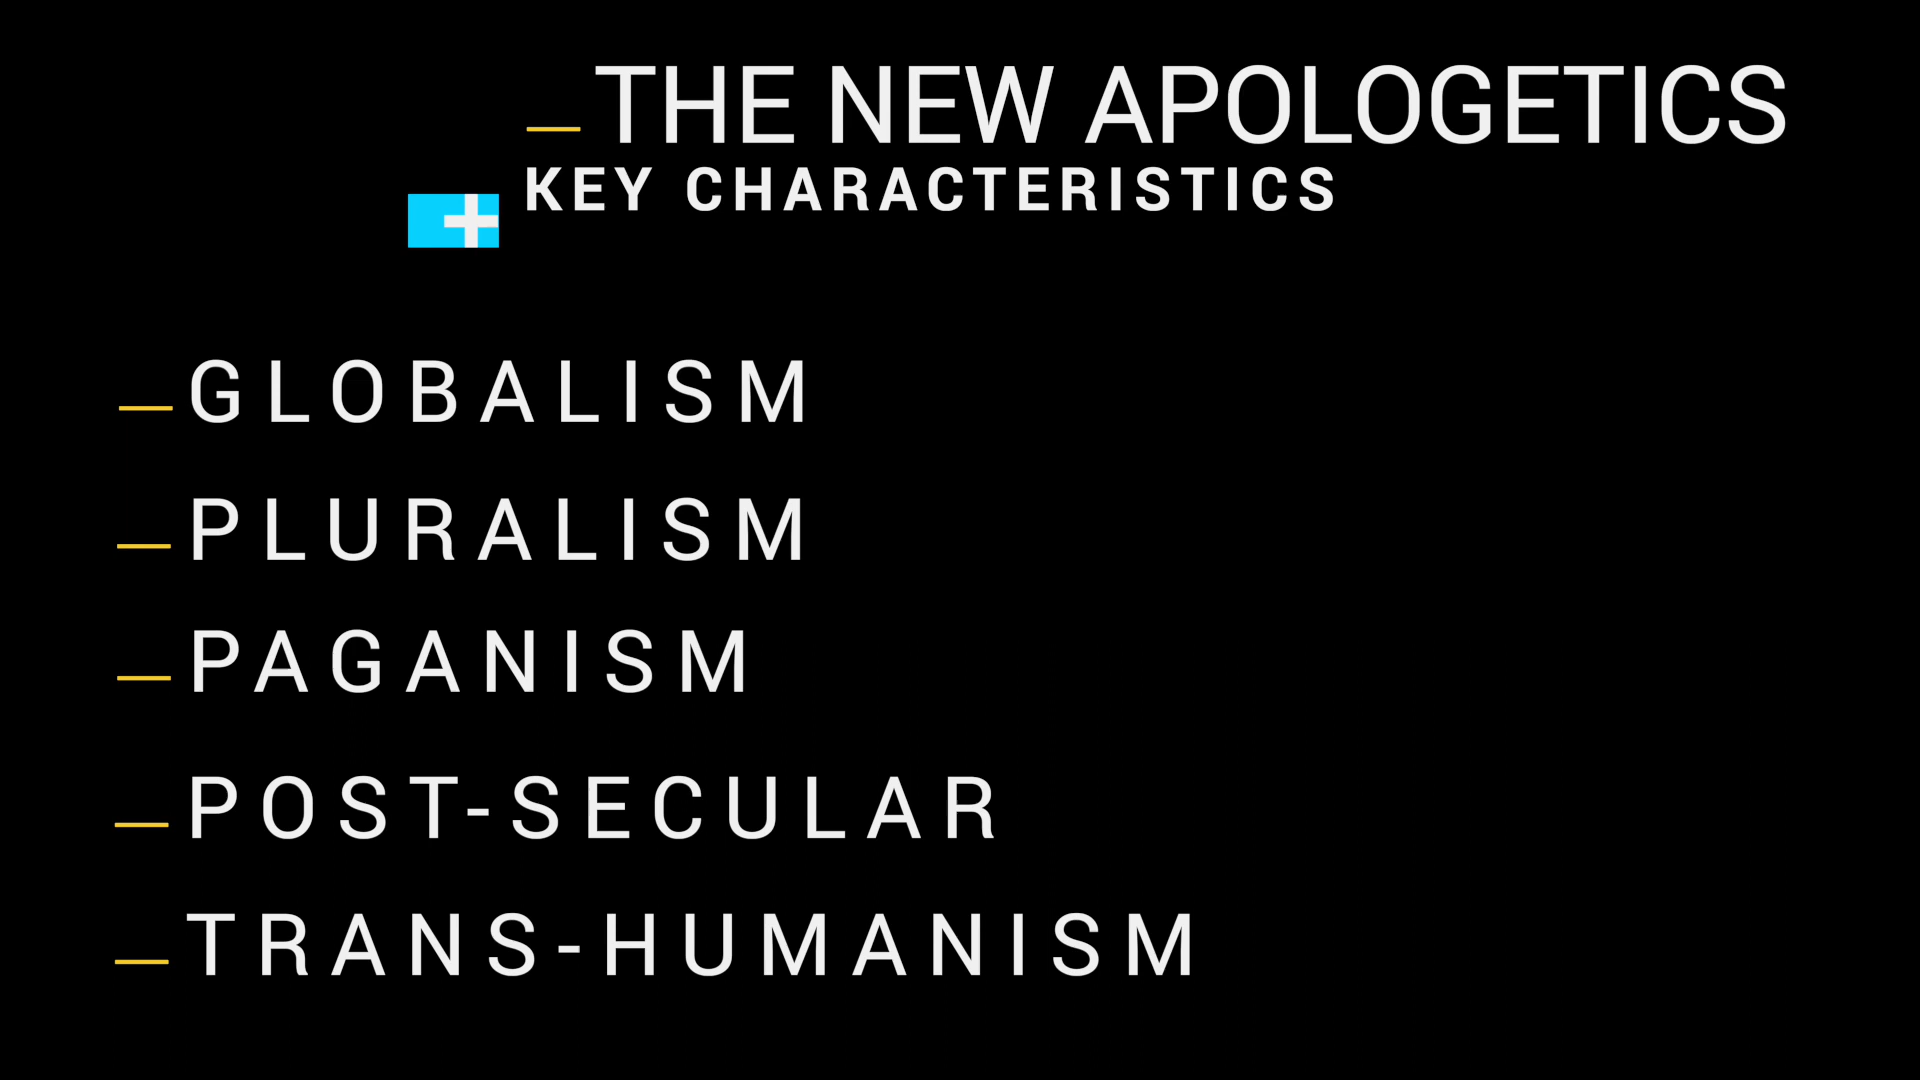 THE NEW APOLOGETICS
KEY CHARACTERISTICS
GLOBALISM
PLURALISM
PAGANISM
POST-SECULAR
TRANS-HUMANISM